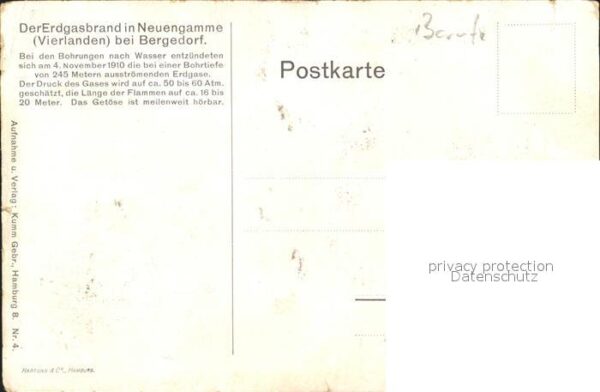 Der Erdgasbrand in Neuengamme
(Vierlanden) bei Bergedorf.
Bei den Bohrungen nach Wasser entzündeten
sich am 4. November 1910 die bei einer Bohrtiefe
von 245 Metern ausströmenden Erdgase.
Der Druck des Gases wird auf ca. 50 bis 60 Atm.
geschätzt, die Länge der Flammen auf ca. 16 bis
20 Meter. Das Getöse ist meilenweit hörbar.
Postkarte
Aufnahme u. Verlag: Kumm Gebr., Hamburg 8. Nr. 4.
privacy protection
Datenschutz
HARTUNG & Co., HAMBURG.